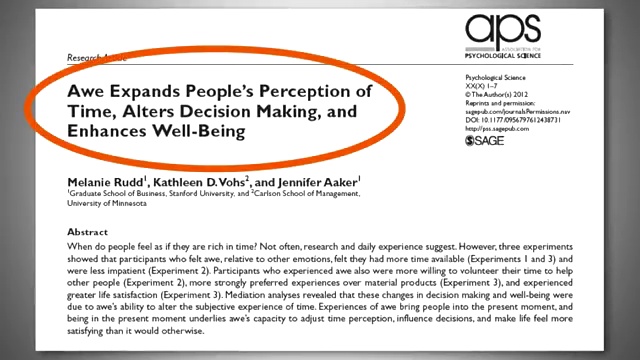 aps
ASSOCIATION FOR
PSYCHOLOGICAL SCIENCE
Research Article
Awe Expands People's Perception of
Time, Alters Decision Making, and
Enhances Well-Being
Psychological Science
XX(X) 1–7
© The Author(s) 2012
Reprints and permission:
sagepub.com/journalsPermissions.nav
DOI: 10.1177/0956797612438731
http://pss.sagepub.com
SAGE
Melanie Rudd1, Kathleen D. Vohs2, and Jennifer Aaker1
1Graduate School of Business, Stanford University, and 2Carlson School of Management,
University of Minnesota
Abstract
When do people feel as if they are rich in time? Not often, research and daily experience suggest. However, three experiments
showed that participants who felt awe, relative to other emotions, felt they had more time available (Experiments 1 and 3) and
were less impatient (Experiment 2). Participants who experienced awe also were more willing to volunteer their time to help
other people (Experiment 2), more strongly preferred experiences over material products (Experiment 3), and experienced
greater life satisfaction (Experiment 3). Mediation analyses revealed that these changes in decision making and well-being were
due to awe's ability to alter the subjective experience of time. Experiences of awe bring people into the present moment, and
being in the present moment underlies awe's capacity to adjust time perception, influence decisions, and make life feel more
satisfying than it would otherwise.